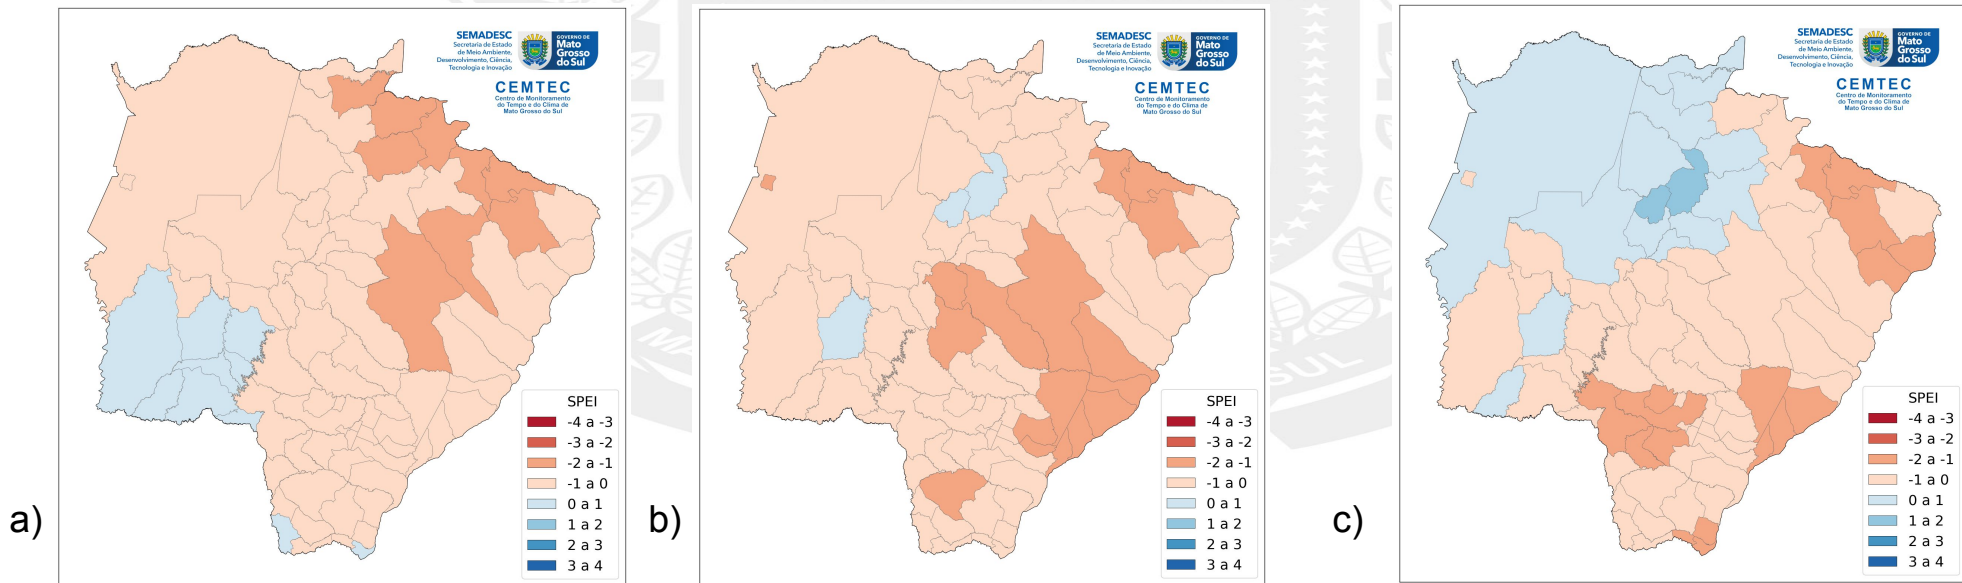 SEMADESC
Secretaria de Estado
de Meio Ambiente,
Desenvolvimento, Ciência,
Tecnologia e Inovação
GOVERNO DE
Mato
Grosso
do Sul
CEMTEC
Centro de Monitoramento
do Tempo e do Clima de
Mato Grosso do Sul
SPEI
-4 a -3
-3 a -2
-2 a -1
-1 a 0
0 a 1
1 a 2
2 a 3
3 a 4
a)
SEMADESC
Secretaria de Estado
de Meio Ambiente,
Desenvolvimento, Ciência,
Tecnologia e Inovação
GOVERNO DE
Mato
Grosso
do Sul
CEMTEC
Centro de Monitoramento
do Tempo e do Clima de
Mato Grosso do Sul
SPEI
-4 a -3
-3 a -2
-2 a -1
-1 a 0
0 a 1
1 a 2
2 a 3
3 a 4
b)
SEMADESC
Secretaria de Estado
de Meio Ambiente,
Desenvolvimento, Ciência,
Tecnologia e Inovação
GOVERNO DE
Mato
Grosso
do Sul
CEMTEC
Centro de Monitoramento
do Tempo e do Clima de
Mato Grosso do Sul
SPEI
-4 a -3
-3 a -2
-2 a -1
-1 a 0
0 a 1
1 a 2
2 a 3
3 a 4
c)
SUL